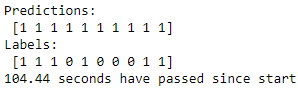 Predictions:
[1 1 1 1 1 1 1 1 1 1]
Labels:
[1 1 1 0 1 0 0 0 1 1]
104.44 seconds have passed since start